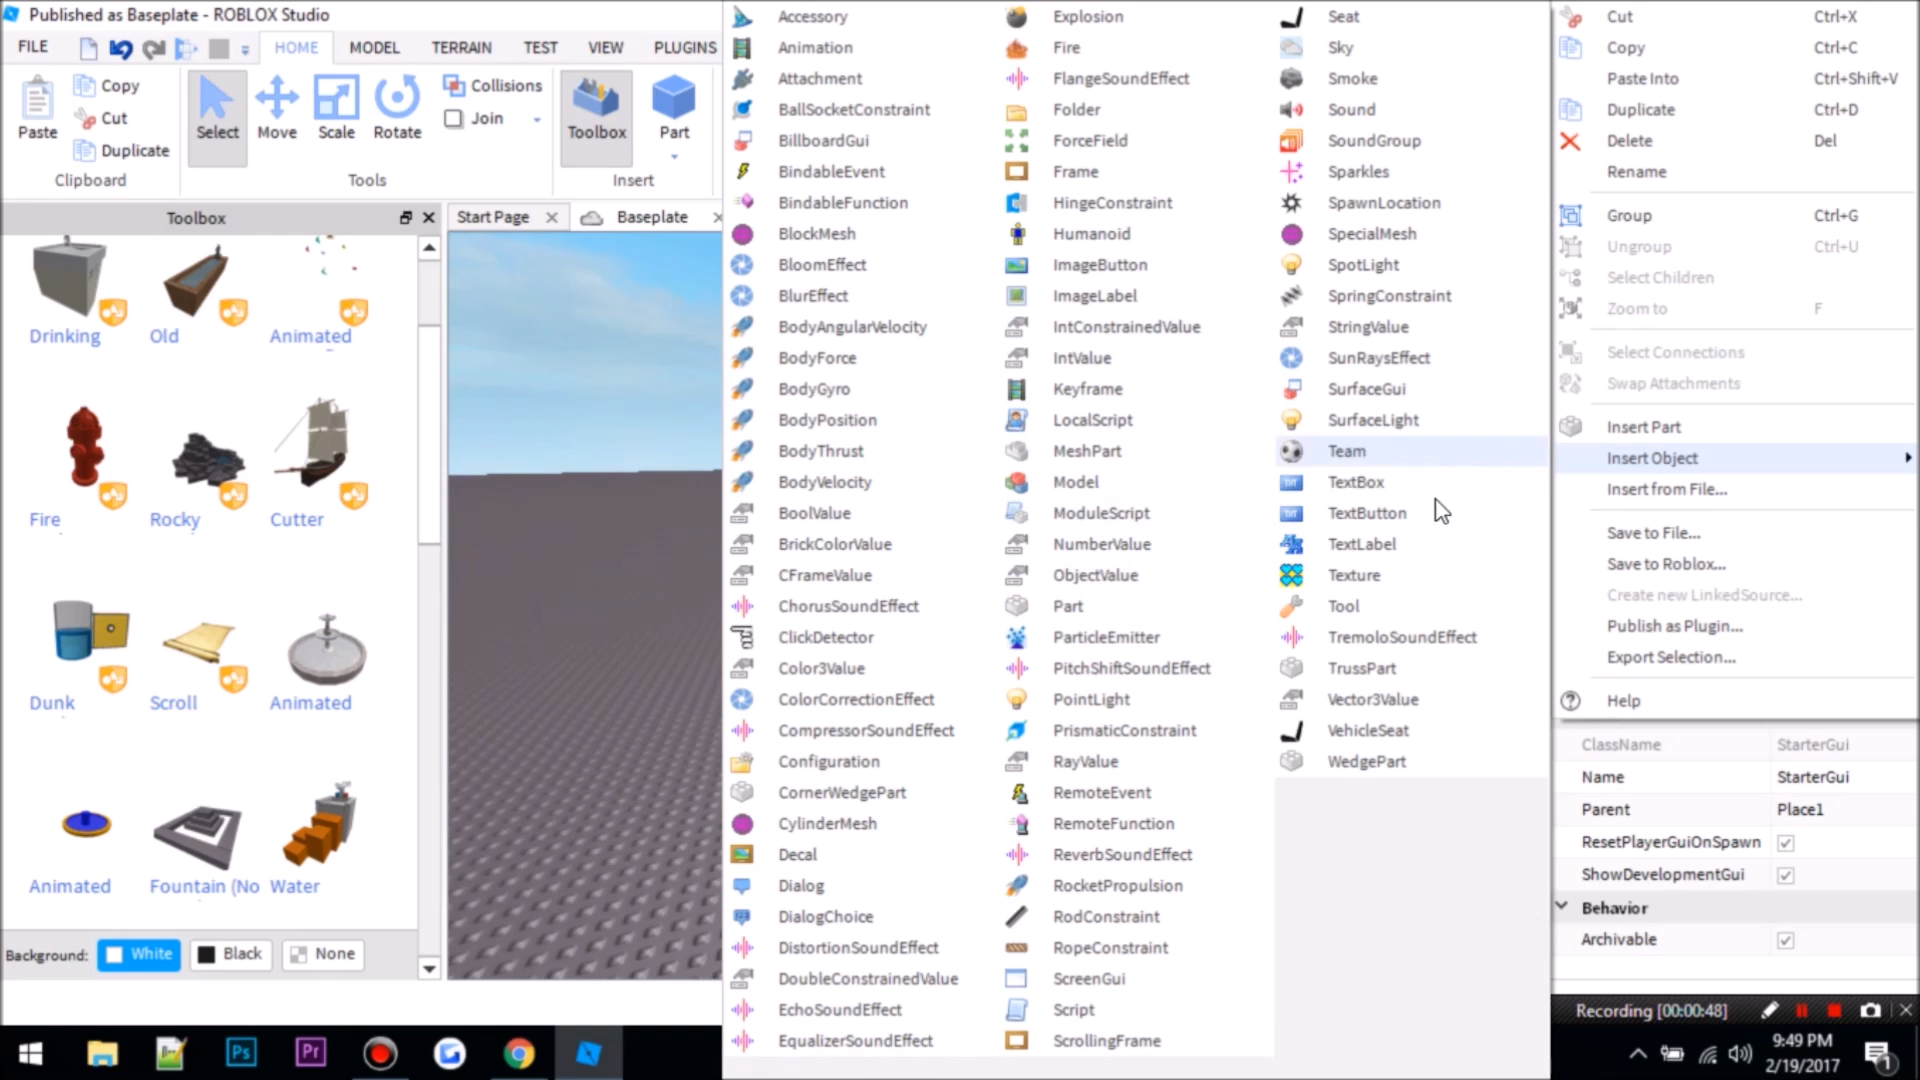 Published as Baseplate - ROBLOX Studio
FILE
HOME
MODEL
TERRAIN
TEST
VIEW
PLUGINS
Paste
Copy
Cut
Duplicate
Clipboard
Select
Move
Scale
Rotate
Collisions
Join
Tools
Toolbox
Part
Insert
Toolbox
Start Page
Baseplate
Drinking
Old
Animated
Fire
Rocky
Cutter
Dunk
Scroll
Animated
Animated
Fountain (No
Water
Background:
White
Black
None
Accessory
Animation
Attachment
BallSocketConstraint
BillboardGui
BindableEvent
BindableFunction
BlockMesh
BloomEffect
BlurEffect
BodyAngularVelocity
BodyForce
BodyGyro
BodyPosition
BodyThrust
BodyVelocity
BoolValue
BrickColorValue
CFrameValue
ChorusSoundEffect
ClickDetector
Color3Value
ColorCorrectionEffect
CompressorSoundEffect
Configuration
CornerWedgePart
CylinderMesh
Decal
Dialog
DialogChoice
DistortionSoundEffect
DoubleConstrainedValue
EchoSoundEffect
EqualizerSoundEffect
Explosion
Fire
FlangeSoundEffect
Folder
ForceField
Frame
HingeConstraint
Humanoid
ImageButton
ImageLabel
IntConstrainedValue
IntValue
Keyframe
LocalScript
MeshPart
Model
ModuleScript
NumberValue
ObjectValue
Part
ParticleEmitter
PitchShiftSoundEffect
PointLight
PrismaticConstraint
RayValue
RemoteEvent
RemoteFunction
ReverbSoundEffect
RocketPropulsion
RodConstraint
RopeConstraint
ScreenGui
Script
ScrollingFrame
Seat
Sky
Smoke
Sound
SoundGroup
Sparkles
SpawnLocation
SpecialMesh
SpotLight
SpringConstraint
StringValue
SunRaysEffect
SurfaceGui
SurfaceLight
Team
TextBox
TextButton
TextLabel
Texture
Tool
TremoloSoundEffect
TrussPart
Vector3Value
VehicleSeat
WedgePart
Cut Ctrl+X
Copy Ctrl+C
Paste Into Ctrl+Shift+V
Duplicate Ctrl+D
Delete Del
Rename
Group Ctrl+G
Ungroup Ctrl+U
Select Children
Zoom to F
Select Connections
Swap Attachments
Insert Part
Insert Object
Insert from File...
Save to File...
Save to Roblox...
Create new LinkedSource...
Publish as Plugin...
Export Selection...
Help
ClassName StarterGui
Name StarterGui
Parent Place1
ResetPlayerGuiOnSpawn
ShowDevelopmentGui
Behavior
Archivable
Recording [00:00:48]
Ps
Pr
9:49 PM
2/19/2017
1